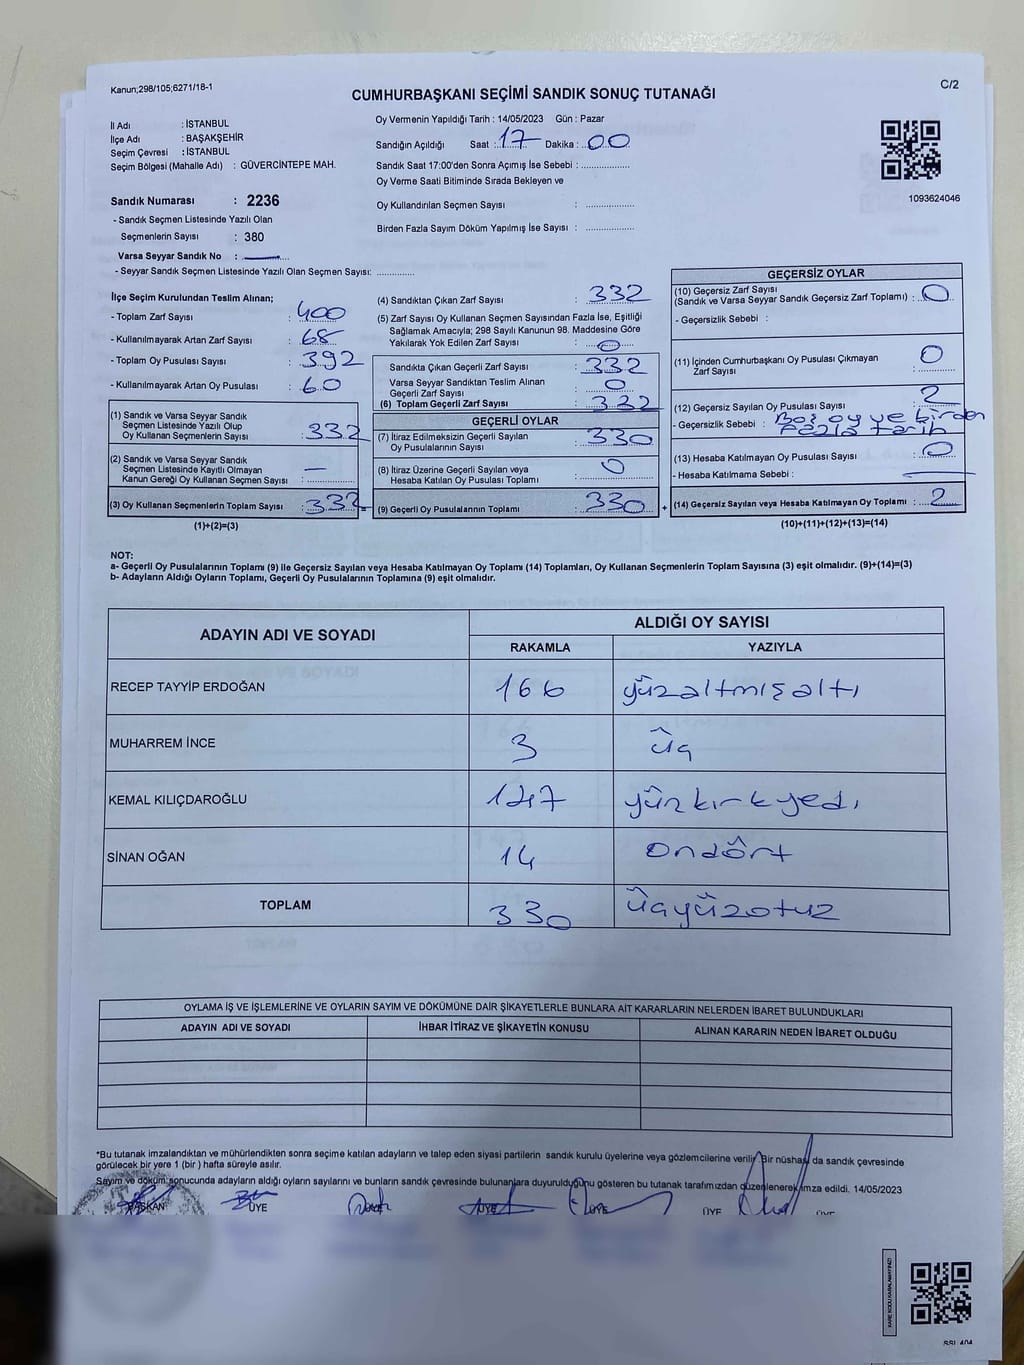 Kanun;298/105;6271/18-1
C/2
CUMHURBAŞKANI SEÇİMİ SANDIK SONUÇ TUTANAĞI
İl Adı : İSTANBUL
İlçe Adı : BAŞAKŞEHİR
Seçim Çevresi : İSTANBUL
Seçim Bölgesi (Mahalle Adı) : GÜVERCİNTEPE MAH.
Oy Vermenin Yapıldığı Tarih : 14/05/2023 Gün : Pazar
Sandığın Açıldığı Saat : 17 Dakika : 00
Sandık Saat 17:00'den Sonra Açımış İse Sebebi : ...............
Oy Verme Saati Bitiminde Sırada Bekleyen ve
Oy Kullandırılan Seçmen Sayısı : ...............
Birden Fazla Sayım Döküm Yapılmış İse Sayısı : ...............
1093624046
Sandık Numarası : 2236
- Sandık Seçmen Listesinde Yazılı Olan
Seçmenlerin Sayısı : 380
Varsa Seyyar Sandık No : —
- Seyyar Sandık Seçmen Listesinde Yazılı Olan Seçmen Sayısı: ............
İlçe Seçim Kurulundan Teslim Alınan;
- Toplam Zarf Sayısı : 400
- Kullanılmayarak Artan Zarf Sayısı : 68
- Toplam Oy Pusulası Sayısı : 392
- Kullanılmayarak Artan Oy Pusulası : 60
(1) Sandık ve Varsa Seyyar Sandık
Seçmen Listesinde Yazılı Olup
Oy Kullanan Seçmenlerin Sayısı : 332
(2) Sandık ve Varsa Seyyar Sandık
Seçmen Listesinde Kayıtlı Olmayan
Kanun Gereği Oy Kullanan Seçmen Sayısı : —
(3) Oy Kullanan Seçmenlerin Toplam Sayısı : 332
(1)+(2)=(3)
(4) Sandıktan Çıkan Zarf Sayısı : 332
(5) Zarf Sayısı Oy Kullanan Seçmen Sayısından Fazla İse, Eşitliği
Sağlamak Amacıyla; 298 Sayılı Kanunun 98. Maddesine Göre
Yakılarak Yok Edilen Zarf Sayısı : 0
Sandıkta Çıkan Geçerli Zarf Sayısı : 332
Varsa Seyyar Sandıktan Teslim Alınan
Geçerli Zarf Sayısı : 0
(6) Toplam Geçerli Zarf Sayısı : 332
GEÇERLİ OYLAR
(7) İtiraz Edilmeksizin Geçerli Sayılan
Oy Pusulasının Sayısı : 330
(8) İtiraz Üzerine Geçerli Sayılan veya
Hesaba Katılan Oy Pusulası Toplamı : 0
(9) Geçerli Oy Pusulalarının Toplamı : 330
GEÇERSİZ OYLAR
(10) Geçersiz Zarf Sayısı
(Sandık ve Varsa Seyyar Sandık Geçersiz Zarf Toplamı) : 0
- Geçersizlik Sebebi :
(11) İçinden Cumhurbaşkanı Oy Pusulası Çıkmayan
Zarf Sayısı : 0
(12) Geçersiz Sayılan Oy Pusulası Sayısı : 2
- Geçersizlik Sebebi : Boş oy ve birden
fazla
(13) Hesaba Katılmayan Oy Pusulası Sayısı : 0
- Hesaba Katılmama Sebebi : —
(14) Geçersiz Sayılan veya Hesaba Katılmayan Oy Toplamı : 2
(10)+(11)+(12)+(13)=(14)
NOT:
a- Geçerli Oy Pusulalarının Toplamı (9) ile Geçersiz Sayılan veya Hesaba Katılmayan Oy Toplamı (14) Toplamları, Oy Kullanan Seçmenlerin Toplam Sayısına (3) eşit olmalıdır. (9)+(14)=(3)
b- Adayların Aldığı Oyların Toplamı, Geçerli Oy Pusulalarının Toplamına (9) eşit olmalıdır.
ADAYIN ADI VE SOYADI
ALDIĞI OY SAYISI
RAKAMLA YAZIYLA
RECEP TAYYİP ERDOĞAN 166 yüzaltmışaltı
MUHARREM İNCE 3 üç
KEMAL KILIÇDAROĞLU 147 yüzkırkyedi
SİNAN OĞAN 14 ondört
TOPLAM 330 üçyüzotuz
OYLAMA İŞ VE İŞLEMLERİNE VE OYLARIN SAYIM VE DÖKÜMÜNE DAİR ŞİKAYETLERLE BUNLARA AİT KARARLARIN NELERDEN İBARET BULUNDUKLARI
ADAYIN ADI VE SOYADI İHBAR İTİRAZ VE ŞİKAYETİN KONUSU ALINAN KARARIN NEDEN İBARET OLDUĞU
*Bu tutanak imzalandıktan ve mühürlendikten sonra seçime katılan adayların ve talep eden siyasi partilerin sandık kurulu üyelerine veya gözlemcilerine verilir. Bir nüshası da sandık çevresinde
görülecek bir yere 1 (bir ) hafta süreyle asılır.
Sayım ve döküm sonucunda adayların aldığı oyların sayılarını ve bunların sandık çevresinde bulunanlara duyurulduğunu gösteren bu tutanak tarafımızdan düzenlenerek imza edildi. 14/05/2023
BAŞKAN ÜYE ÜYE ÜYE ÜYE ÜYE
KARE KODU KARALAMAYINIZ!